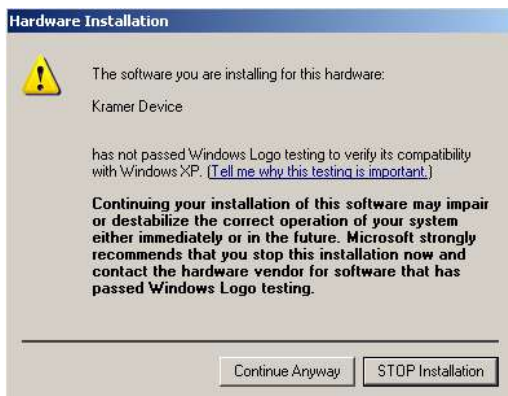 Hardware Installation
The software you are installing for this hardware:
Kramer Device
has not passed Windows Logo testing to verify its compatibility
with Windows XP. (Tell me why this testing is important.)
Continuing your installation of this software may impair
or destabilize the correct operation of your system
either immediately or in the future. Microsoft strongly
recommends that you stop this installation now and
contact the hardware vendor for software that has
passed Windows Logo testing.
Continue Anyway
STOP Installation